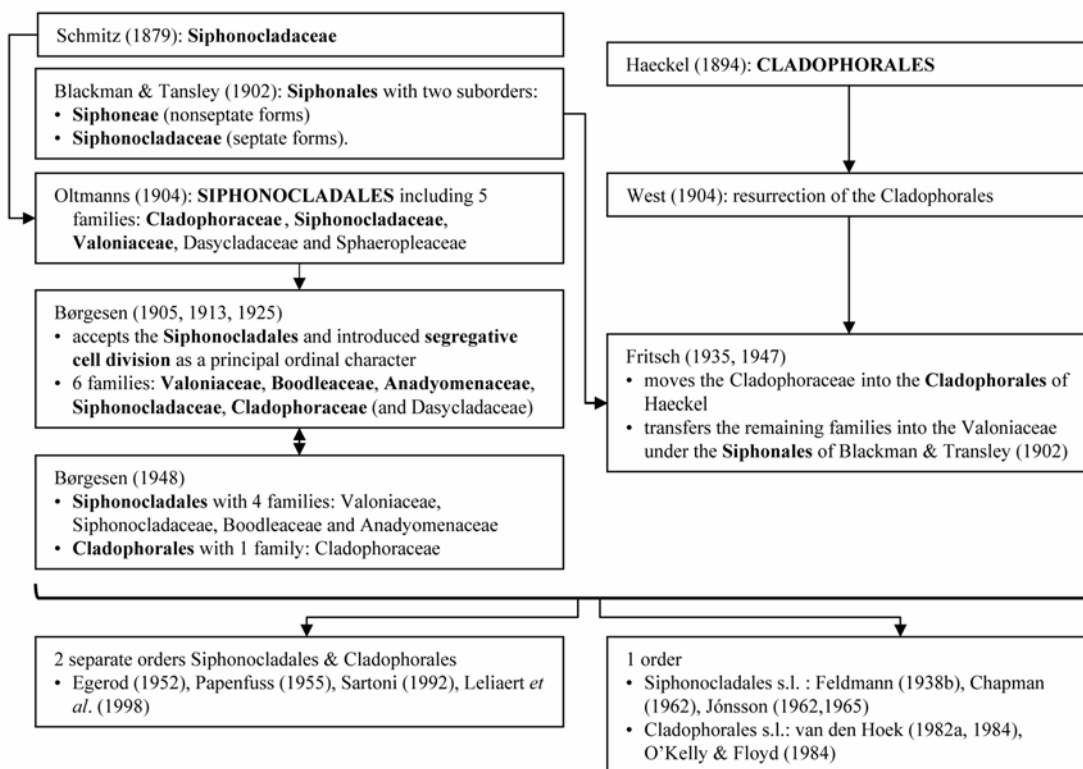 Schmitz (1879): Siphonocladaceae
Blackman & Tansley (1902): Siphonales with two suborders:
• Siphoneae (nonseptate forms)
• Siphonocladaceae (septate forms).
Oltmanns (1904): SIPHONOCLADALES including 5
families: Cladophoraceae, Siphonocladaceae,
Valoniaceae, Dasycladaceae and Sphaeropleaceae
Børgesen (1905, 1913, 1925)
• accepts the Siphonocladales and introduced segregative
cell division as a principal ordinal character
• 6 families: Valoniaceae, Boodleaceae, Anadyomenaceae,
Siphonocladaceae, Cladophoraceae (and Dasycladaceae)
Børgesen (1948)
• Siphonocladales with 4 families: Valoniaceae,
Siphonocladaceae, Boodleaceae and Anadyomenaceae
• Cladophorales with 1 family: Cladophoraceae
Haeckel (1894): CLADOPHORALES
West (1904): resurrection of the Cladophorales
Fritsch (1935, 1947)
• moves the Cladophoraceae into the Cladophorales of
Haeckel
• transfers the remaining families into the Valoniaceae
under the Siphonales of Blackman & Transley (1902)
2 separate orders Siphonocladales & Cladophorales
• Egerod (1952), Papenfuss (1955), Sartoni (1992), Leliaert et
al. (1998)
1 order
• Siphonocladales s.l. : Feldmann (1938b), Chapman
(1962), Jónsson (1962,1965)
• Cladophorales s.l.: van den Hoek (1982a, 1984),
O'Kelly & Floyd (1984)